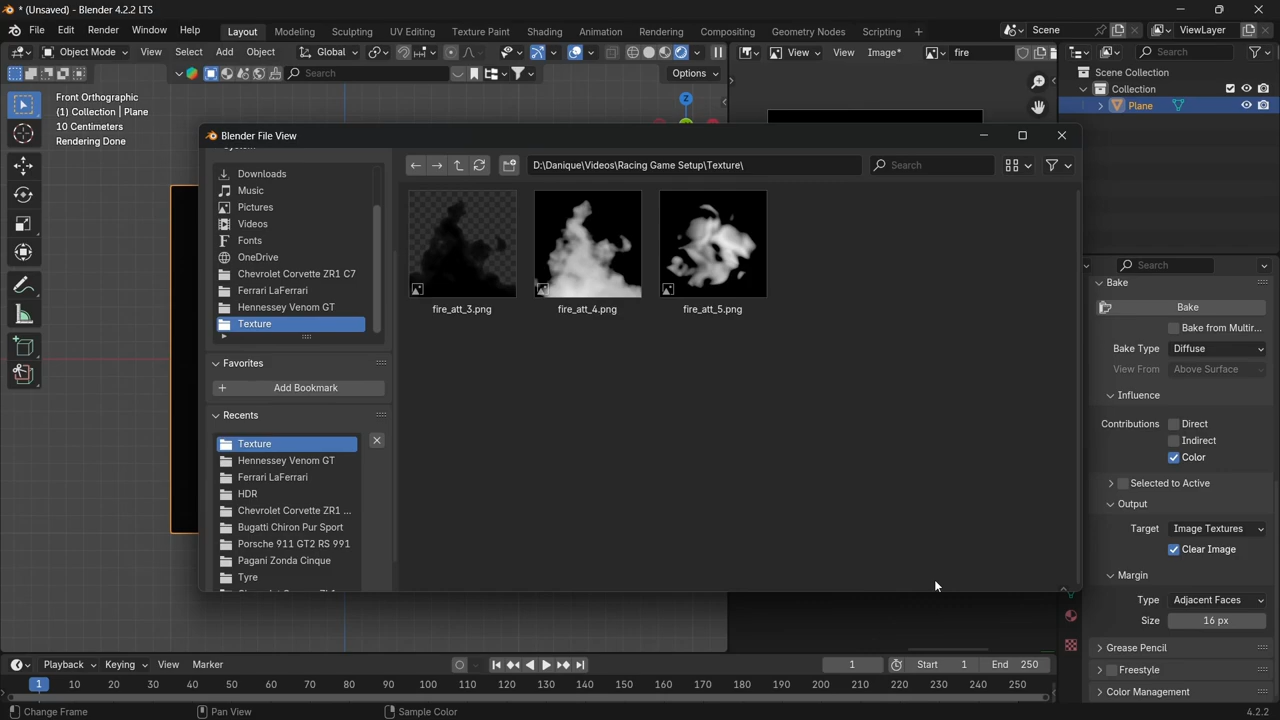 * (Unsaved) - Blender 4.2.2 LTS
File Edit Render Window Help Layout Modeling Sculpting UV Editing Texture Paint Shading Animation Rendering Compositing Geometry Nodes Scripting + Scene ViewLayer
Object Mode View Select Add Object Global View View Image* fire Search
Search Options
Scene Collection
Collection
Plane
Front Orthographic
(1) Collection | Plane
10 Centimeters
Rendering Done
Z
Blender File View
D:\Danique\Videos\Racing Game Setup\Texture\
Search
Downloads
Music
Pictures
Videos
Fonts
OneDrive
Chevrolet Corvette ZR1 C7
Ferrari LaFerrari
Hennessey Venom GT
Texture
fire_att_3.png
fire_att_4.png
fire_att_5.png
Favorites
Add Bookmark
Recents
Texture
Hennessey Venom GT
Ferrari LaFerrari
HDR
Chevrolet Corvette ZR1 ...
Bugatti Chiron Pur Sport
Porsche 911 GT2 RS 991
Pagani Zonda Cinque
Tyre
Search
Bake
Bake
Bake from Multir...
Bake Type Diffuse
View From Above Surface
Influence
Contributions Direct
Indirect
Color
Selected to Active
Output
Target Image Textures
Clear Image
Margin
Type Adjacent Faces
Size 16 px
Grease Pencil
Freestyle
Color Management
Playback Keying View Marker 1 Start 1 End 250
1 10 20 30 40 50 60 70 80 90 100 110 120 130 140 150 160 170 180 190 200 210 220 230 240 250
Change Frame Pan View Sample Color 4.2.2